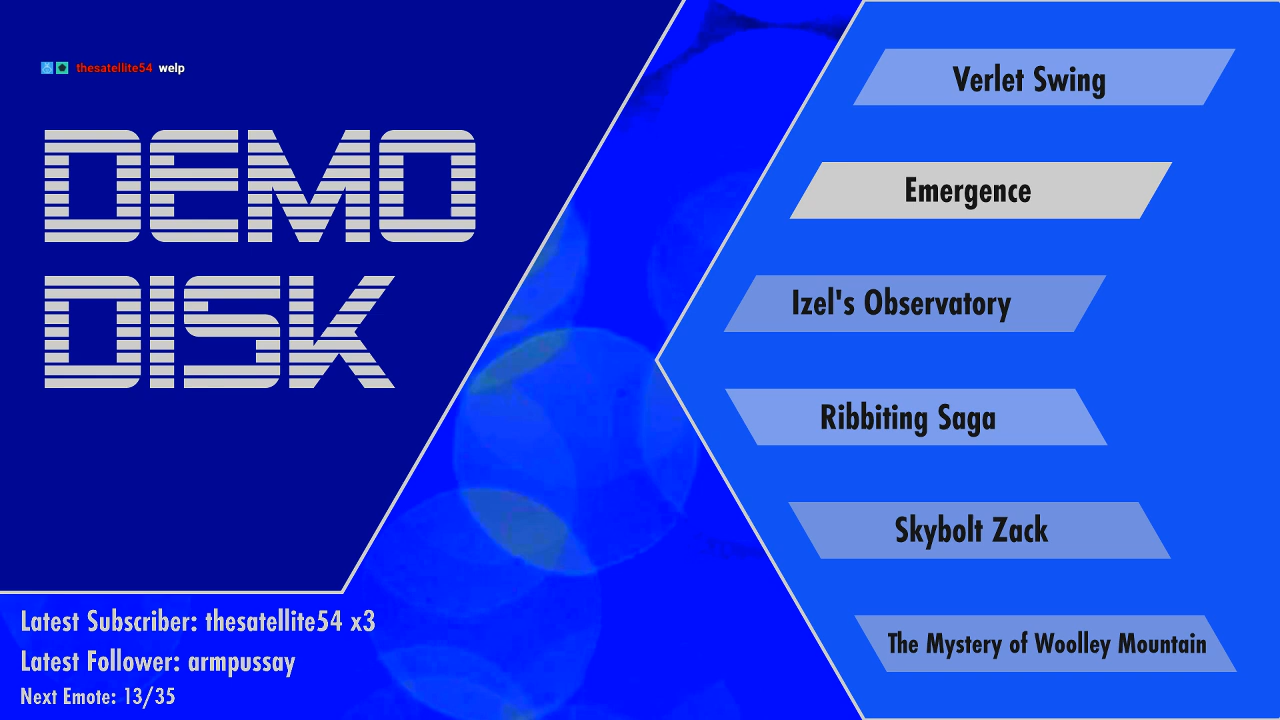 thesatellite54 welp
DEMO
DISK
Latest Subscriber: thesatellite54 x3
Latest Follower: armpussay
Next Emote: 13/35
Verlet Swing
Emergence
Izel's Observatory
Ribbiting Saga
Skybolt Zack
The Mystery of Woolley Mountain